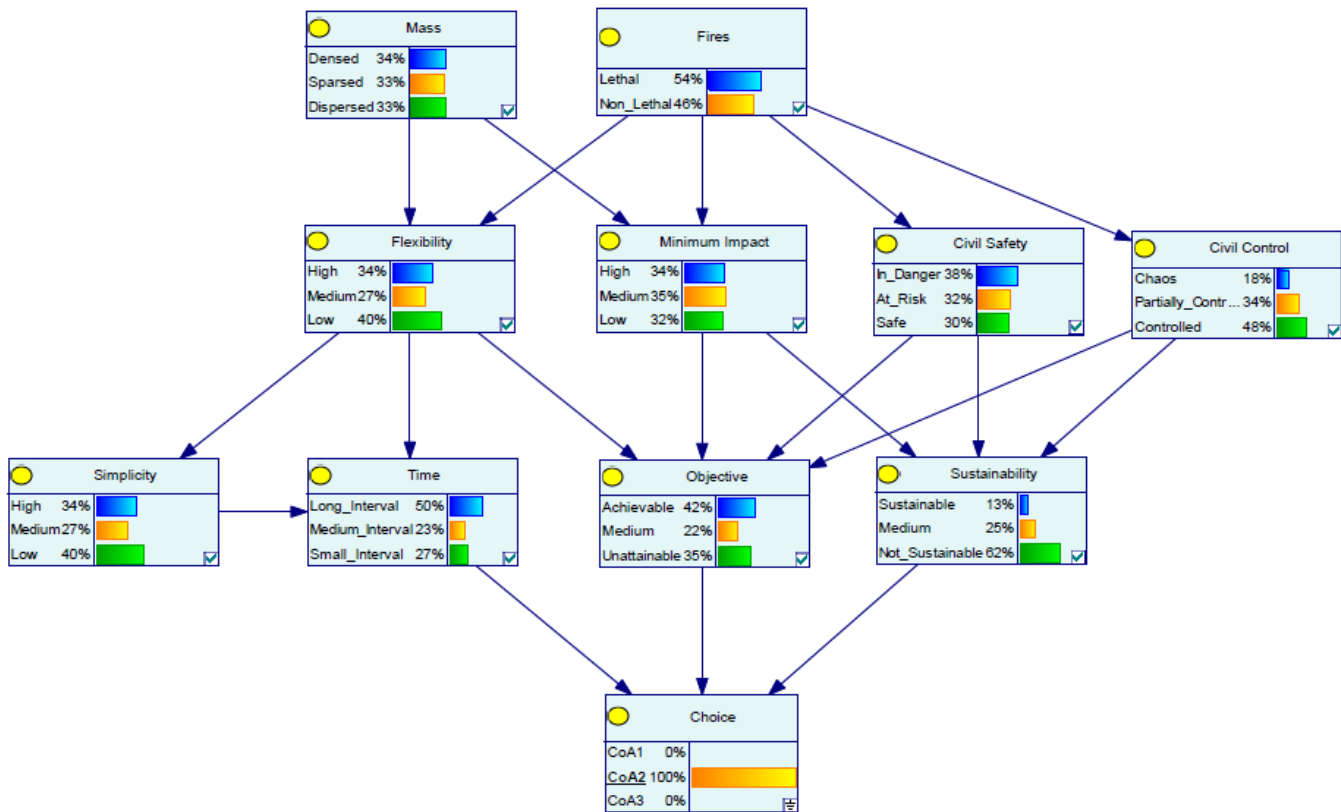 Mass
Densed 34%
Sparsed 33%
Dispersed 33%
Fires
Lethal 54%
Non_Lethal 46%
Flexibility
High 34%
Medium 27%
Low 40%
Minimum Impact
High 34%
Medium 35%
Low 32%
Civil Safety
In_Danger 38%
At_Risk 32%
Safe 30%
Civil Control
Chaos 18%
Partially_Contr... 34%
Controlled 48%
Simplicity
High 34%
Medium 27%
Low 40%
Time
Long_Interval 50%
Medium_Interval 23%
Small_Interval 27%
Objective
Achievable 42%
Medium 22%
Unattainable 35%
Sustainability
Sustainable 13%
Medium 25%
Not_Sustainable 62%
Choice
CoA1 0%
CoA2 100%
CoA3 0%